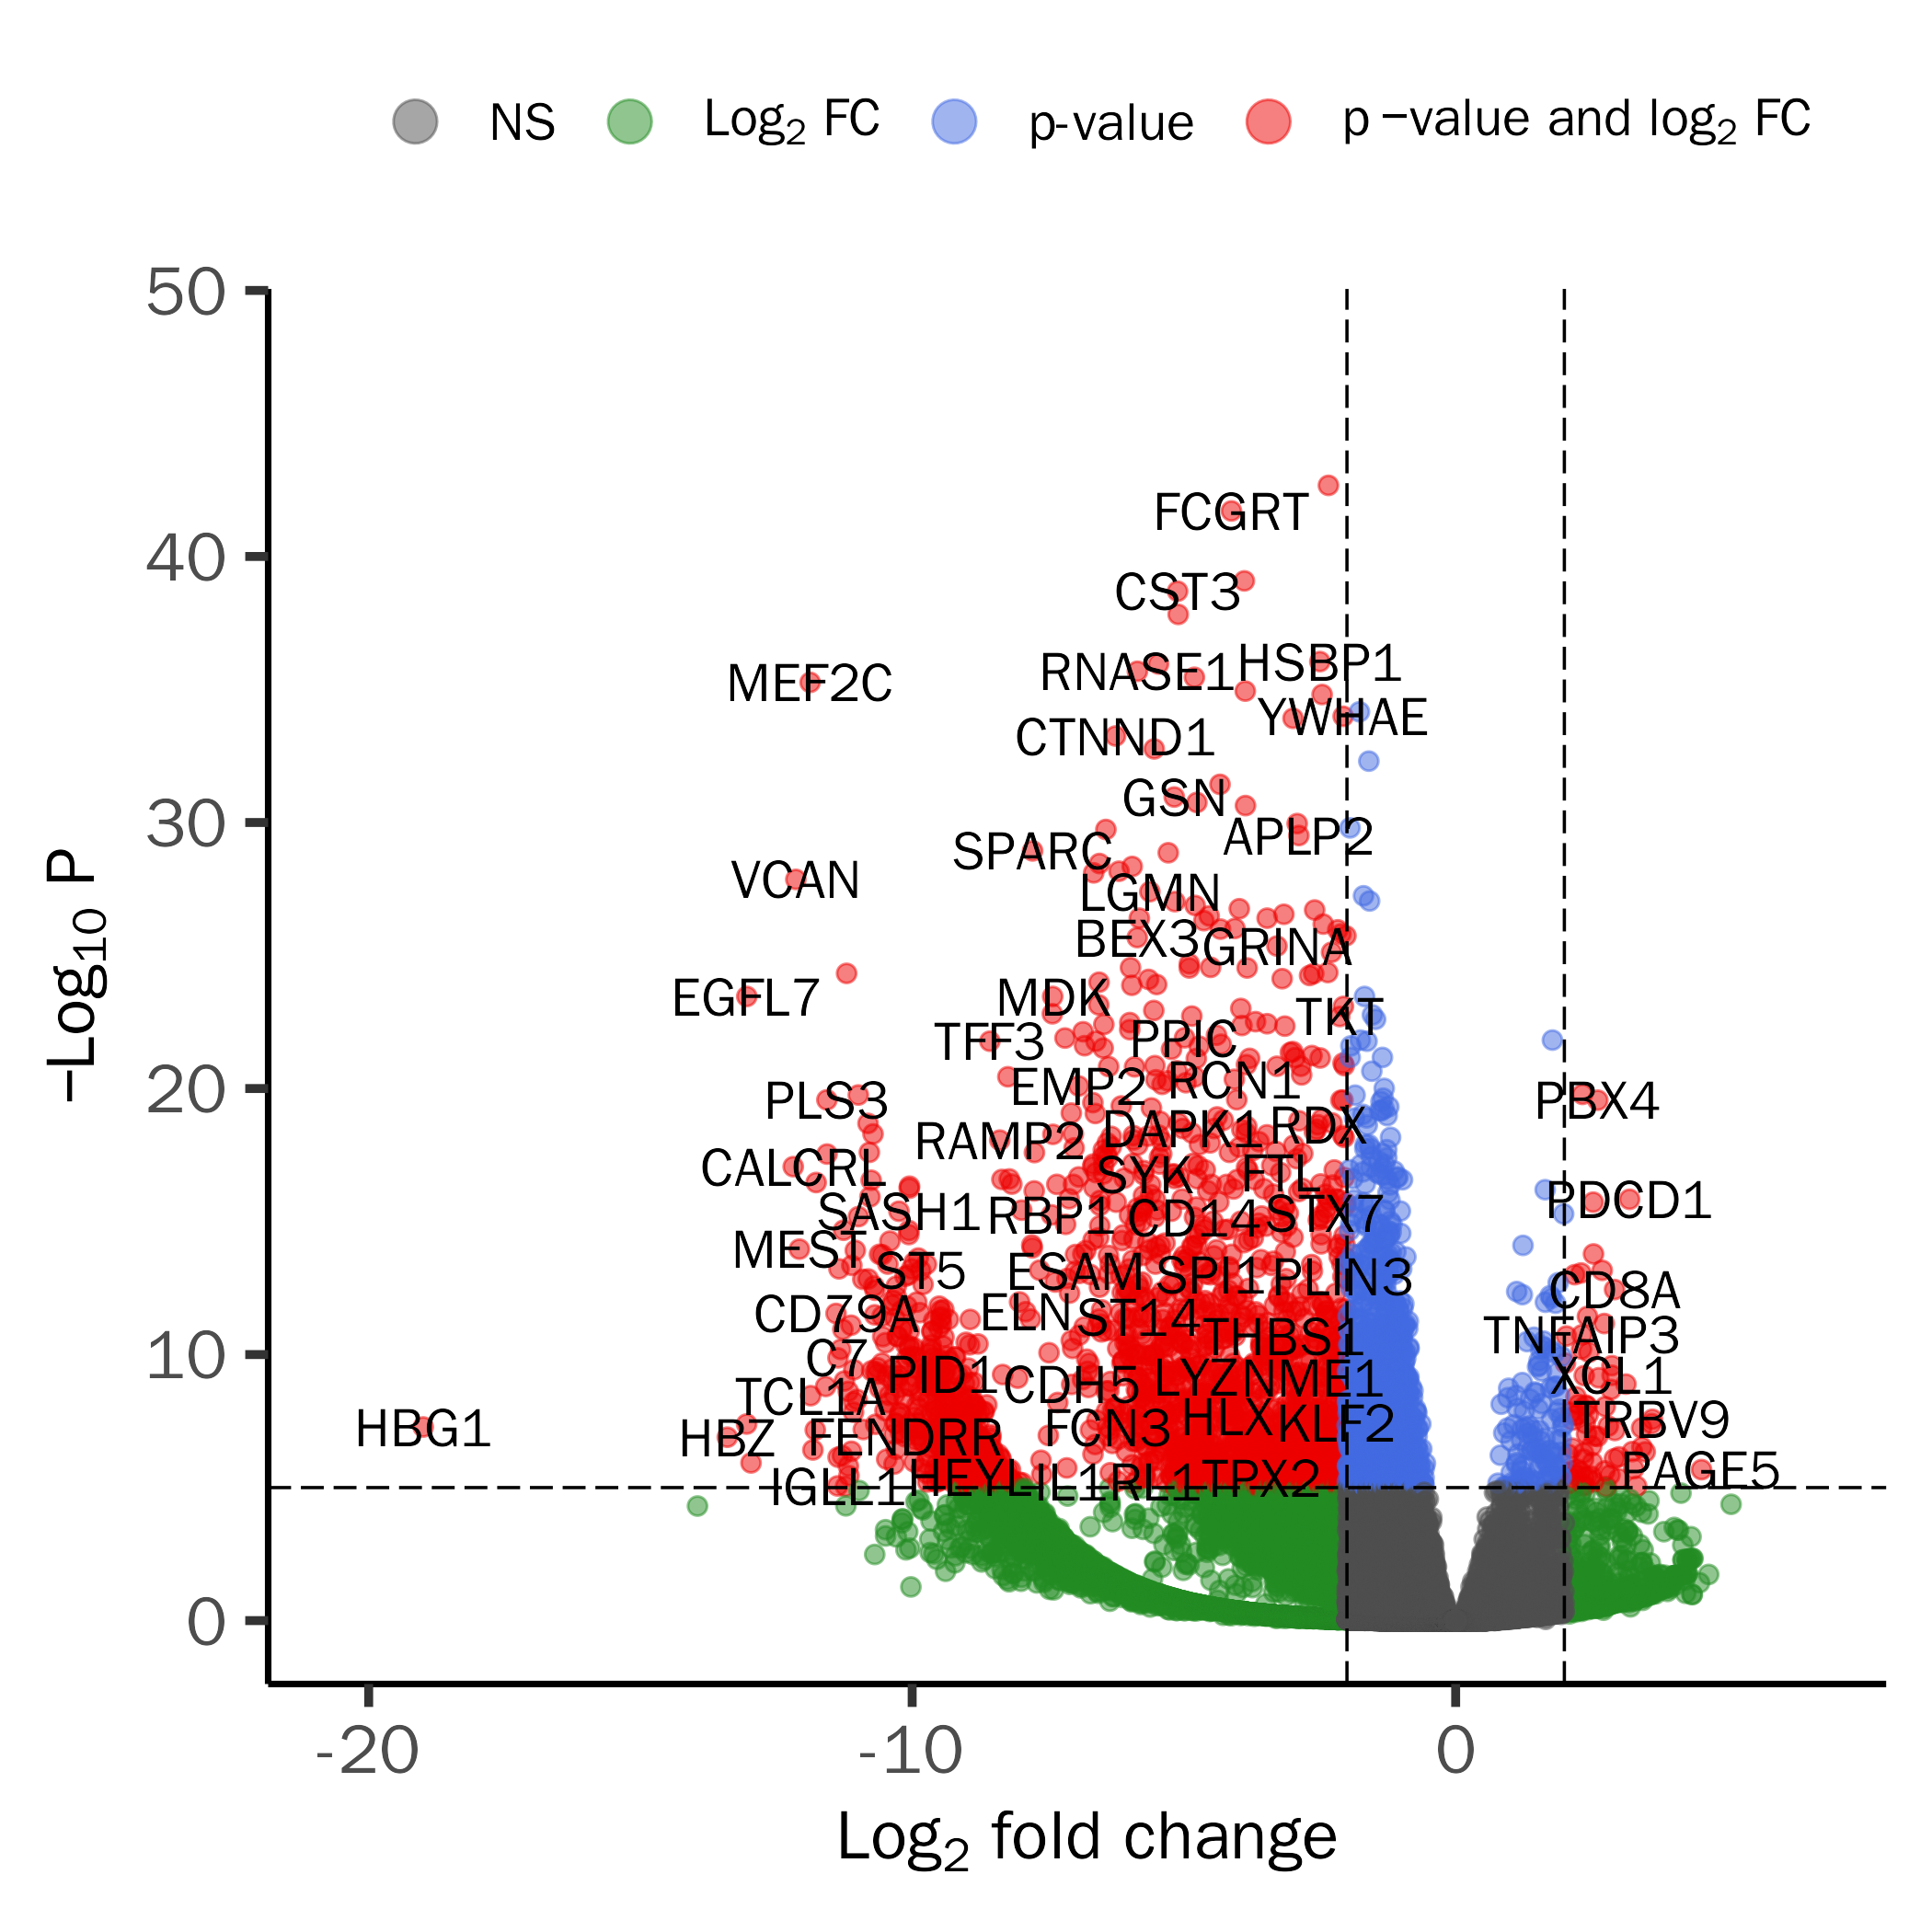 NS Log2 FC p-value p −value and log2 FC
50
40
30
20
10
0
−Log10 P
FCGRT
CST3
RNASE1 HSBP1
MEF2C
YWHAE
CTNND1
GSN
APLP2
SPARC
VCAN
LGMN
BEX3 GRINA
EGFL7 MDK
TKT
TFF3 PPIC
EMP2 RCN1
PLS3 PBX4
DAPK1 RDX
RAMP2
CALCRL SYK FTL
PDCD1
SASH1 RBP1 CD14 STX7
MEST
ST5 ESAM SPI1 PLIN3
CD8A
CD79A ELN ST14
THBS1 TNFAIP3
C7
PID1 CDH5 LYZ NME1 XCL1
TCL1A
HBG1 HBZ FENDRR FCN3 HLX KLF2 TRBV9
IGLL1 HEYL IL1RL1 TPX2 PAGE5
-20 -10 0
Log2 fold change